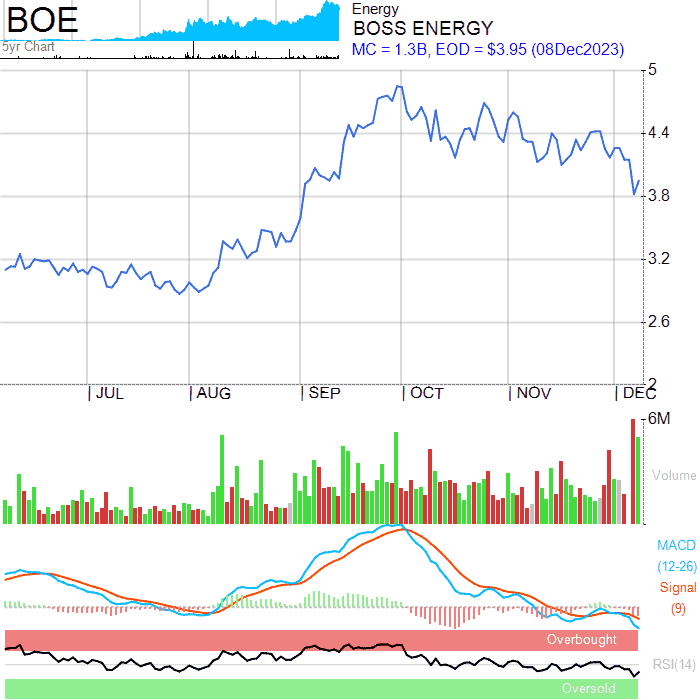 BOE
5yr Chart
Energy
BOSS ENERGY
MC = 1.3B, EOD = $3.95 (08Dec2023)
5
4.4
3.8
3.2
2.6
2
JUL AUG SEP OCT NOV DEC
6M
Volume
MACD
(12-26)
Signal
(9)
Overbought
RSI(14)
Oversold